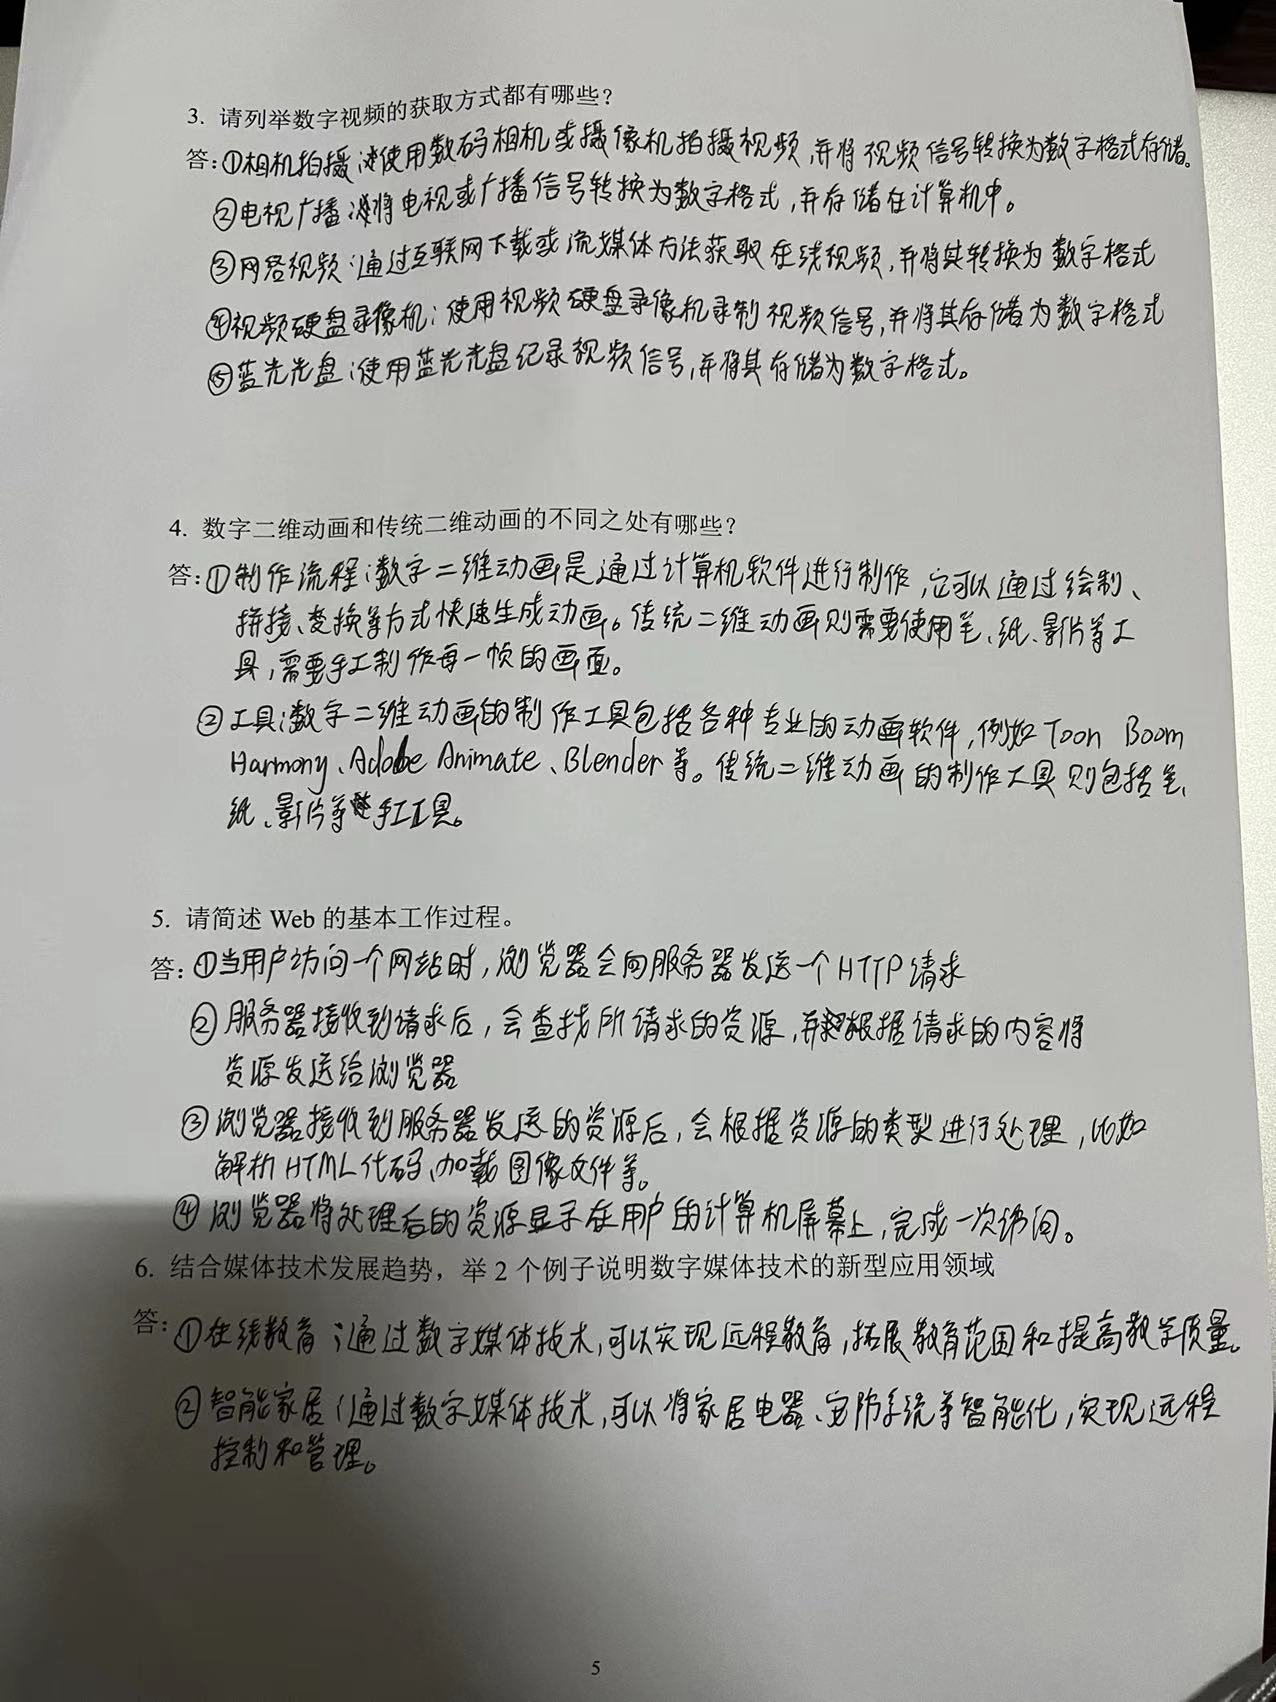 3. 请列举数字视频的获取方式都有哪些？
答：①相机拍摄：使用数码相机或摄像机拍摄视频，并将视频信号转换为数字格式存储。
②电视广播：将电视或广播信号转换为数字格式，并存储在计算机中。
③网络视频：通过互联网下载或流媒体方法获取在线视频，并将其转换为数字格式
④视频硬盘录像机：使用视频硬盘录像机录制视频信号，并将其存储为数字格式
⑤蓝光光盘：使用蓝光光盘纪录视频信号，并将其存储为数字格式。
4. 数字二维动画和传统二维动画的不同之处有哪些？
答：①制作流程：数字二维动画是通过计算机软件进行制作，它可以通过绘制、
拼接、变换等方式快速生成动画。传统二维动画则需要使用笔、纸、影片等工
具，需要手工制作每一帧的画面。
②工具：数字二维动画的制作工具包括各种专业的动画软件，例如Toon Boom
Harmony、Adobe Animate、Blender等。传统二维动画的制作工具则包括笔、
纸、影片等手工工具。
5. 请简述 Web 的基本工作过程。
答：①当用户访问一个网站时，浏览器会向服务器发送一个HTTP请求
②服务器接收到请求后，会查找所请求的资源，并根据请求的内容将
资源发送给浏览器
③浏览器接收到服务器发送的资源后，会根据资源的类型进行处理，比如
解析HTML代码、加载图像文件等。
④浏览器将处理后的资源显示在用户的计算机屏幕上，完成一次访问。
6. 结合媒体技术发展趋势，举 2 个例子说明数字媒体技术的新型应用领域
答：①在线教育：通过数字媒体技术，可以实现远程教育，拓展教育范围和提高教学质量。
②智能家居：通过数字媒体技术，可以将家居电器、安防系统等智能化，实现远程
控制和管理。
5